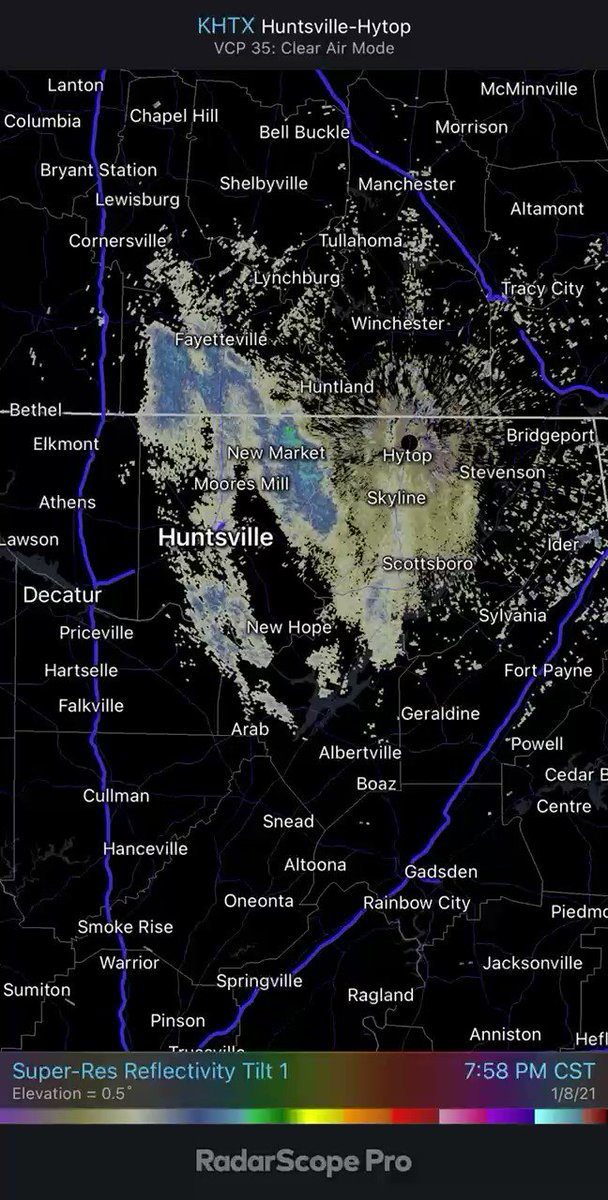 KHTX Huntsville-Hytop
VCP 35: Clear Air Mode
Lanton
McMinnville
Columbia
Chapel Hill
Bell Buckle
Morrison
Bryant Station
Shelbyville
Manchester
Lewisburg
Altamont
Cornersville
Tullahoma
Lynchburg
Tracy City
Winchester
Fayetteville
Huntland
Bethel
Elkmont
Bridgeport
New Market
Hytop
Stevenson
Moores Mill
Skyline
Athens
Lawson
Huntsville
Ider
Scottsboro
Decatur
Sylvania
Priceville
New Hope
Hartselle
Fort Payne
Falkville
Geraldine
Arab
Albertville
Powell
Boaz
Cedar B
Cullman
Centre
Snead
Hanceville
Altoona
Gadsden
Oneonta
Rainbow City
Piedmo
Smoke Rise
Warrior
Jacksonville
Springville
Sumiton
Ragland
Pinson
Anniston
Hefl
Trussville
Super-Res Reflectivity Tilt 1
7:58 PM CST
Elevation = 0.5°
1/8/21
RadarScope Pro